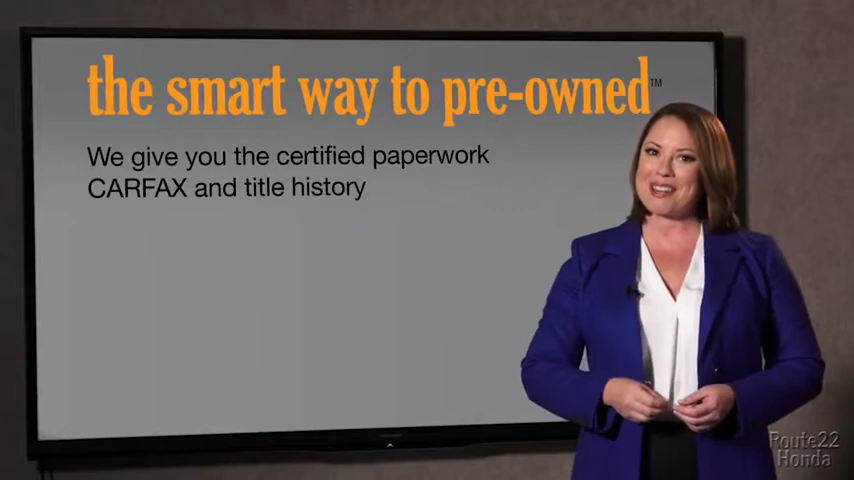 the smart way to pre-owned™
We give you the certified paperwork
CARFAX and title history
Route22
Honda